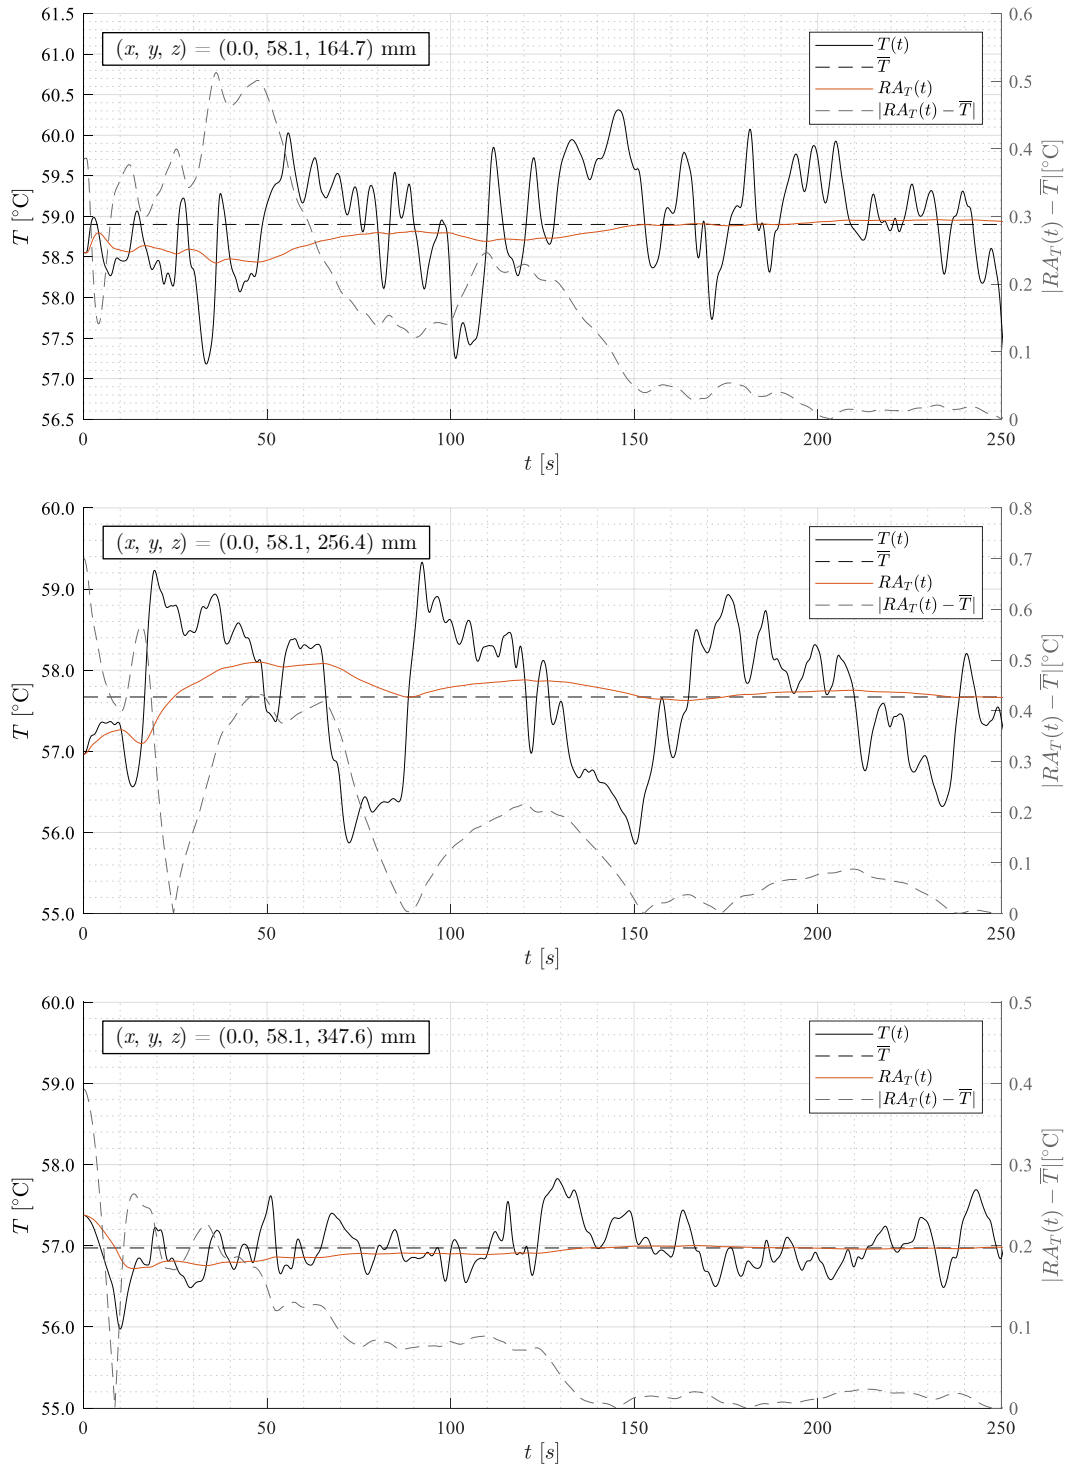 61.5
61.0
60.5
60.0
59.5
59.0
58.5
58.0
57.5
57.0
56.5
T [°C]
(x, y, z) = (0.0, 58.1, 164.7) mm
T(t)
T̅
RA_T(t)
|RA_T(t) − T̅|
0.6
0.5
0.4
0.3
0.2
0.1
0
|RA_T(t) − T̅|[°C]
0 50 100 150 200 250
t [s]
60.0
59.0
58.0
57.0
56.0
55.0
T [°C]
(x, y, z) = (0.0, 58.1, 256.4) mm
T(t)
T̅
RA_T(t)
|RA_T(t) − T̅|
0.8
0.7
0.6
0.5
0.4
0.3
0.2
0.1
0
|RA_T(t) − T̅|[°C]
0 50 100 150 200 250
t [s]
60.0
59.0
58.0
57.0
56.0
55.0
T [°C]
(x, y, z) = (0.0, 58.1, 347.6) mm
T(t)
T̅
RA_T(t)
|RA_T(t) − T̅|
0.5
0.4
0.3
0.2
0.1
0
|RA_T(t) − T̅|[°C]
0 50 100 150 200 250
t [s]